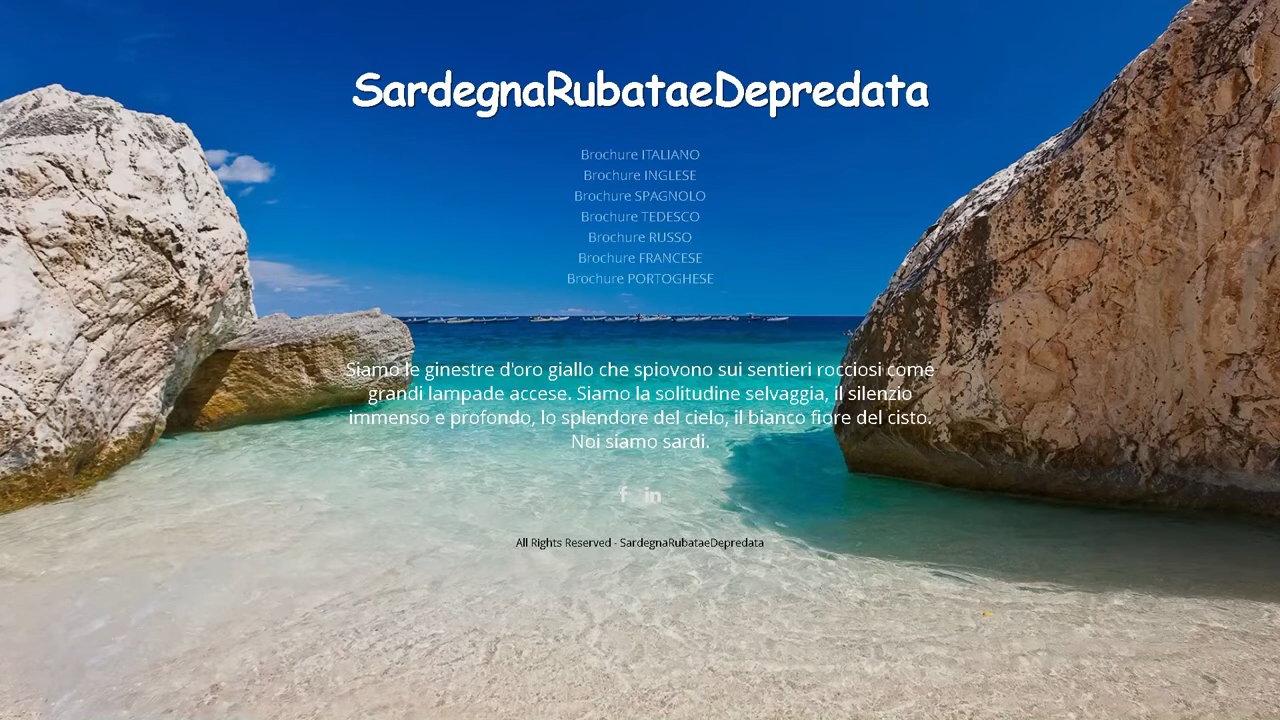 SardegnaRubataeDepredata
Brochure ITALIANO
Brochure INGLESE
Brochure SPAGNOLO
Brochure TEDESCO
Brochure RUSSO
Brochure FRANCESE
Brochure PORTOGHESE
Siamo le ginestre d'oro giallo che spiovono sui sentieri rocciosi come
grandi lampade accese. Siamo la solitudine selvaggia, il silenzio
immenso e profondo, lo splendore del cielo, il bianco fiore del cisto.
Noi siamo sardi.
f in
All Rights Reserved - SardegnaRubataeDepredata